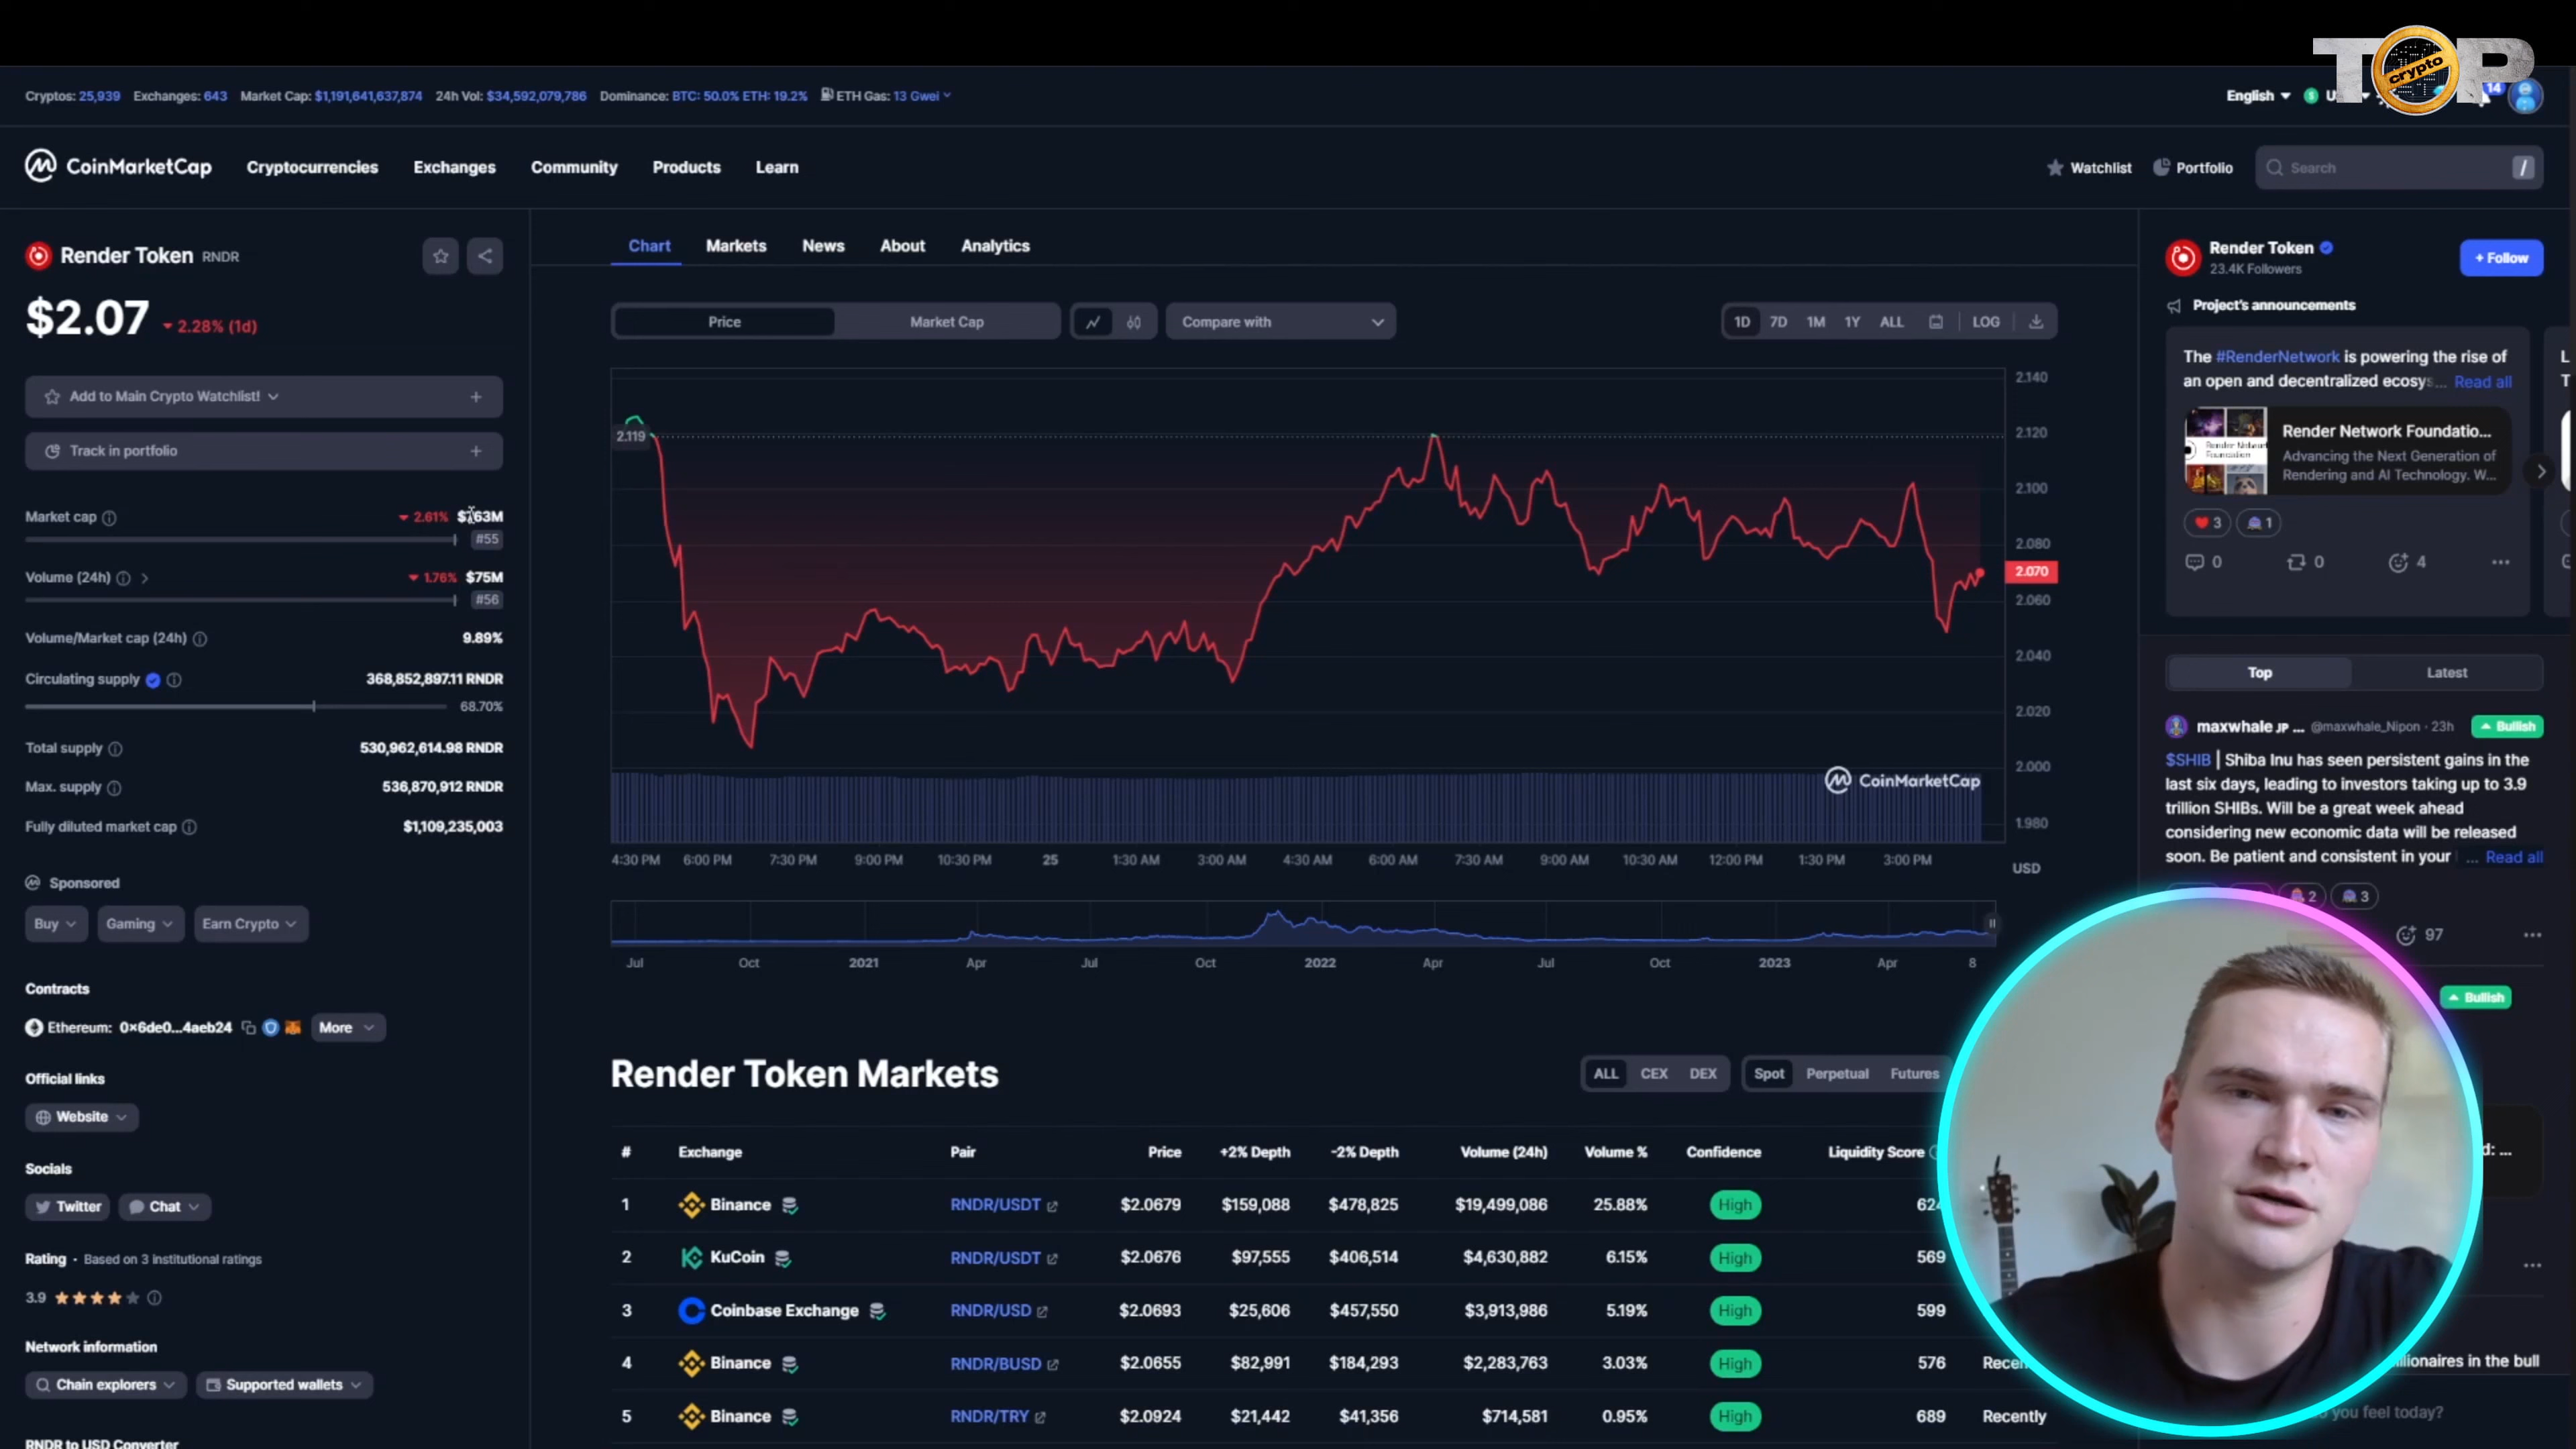 TOP
crypto
Cryptos: 25,939 Exchanges: 643 Market Cap: $1,191,641,637,874 24h Vol: $34,592,079,786 Dominance: BTC: 50.0% ETH: 19.2% ETH Gas: 13 Gwei
English
14
CoinMarketCap Cryptocurrencies Exchanges Community Products Learn
Watchlist Portfolio Search /
Render Token RNDR
$2.07 2.28% (1d)
Add to Main Crypto Watchlist! +
Track in portfolio +
Market cap 2.61% $763M
#55
Volume (24h) 1.76% $75M
#56
Volume/Market cap (24h) 9.89%
Circulating supply 368,852,897.11 RNDR
68.70%
Total supply 530,962,614.98 RNDR
Max. supply 536,870,912 RNDR
Fully diluted market cap $1,109,235,003
Sponsored
Buy Gaming Earn Crypto
Contracts
Ethereum: 0x6de0...4aeb24 More
Official links
Website
Socials
Twitter Chat
Rating · Based on 3 institutional ratings
3.9
Network information
Chain explorers Supported wallets
RNDR to USD Converter
Chart Markets News About Analytics
Price Market Cap Compare with
1D 7D 1M 1Y ALL LOG
2.119
2.140
2.120
2.100
2.080
2.070
2.060
2.040
2.020
2.000
1.980
CoinMarketCap
4:30 PM 6:00 PM 7:30 PM 9:00 PM 10:30 PM 25 1:30 AM 3:00 AM 4:30 AM 6:00 AM 7:30 AM 9:00 AM 10:30 AM 12:00 PM 1:30 PM 3:00 PM
USD
Jul Oct 2021 Apr Jul Oct 2022 Apr Jul Oct 2023 Apr 8
Render Token Markets
ALL CEX DEX Spot Perpetual Futures
# Exchange Pair Price +2% Depth -2% Depth Volume (24h) Volume % Confidence Liquidity Score
1 Binance RNDR/USDT $2.0679 $159,088 $478,825 $19,499,086 25.88% High 624
2 KuCoin RNDR/USDT $2.0676 $97,555 $406,514 $4,630,882 6.15% High 569
3 Coinbase Exchange RNDR/USD $2.0693 $25,606 $457,550 $3,913,986 5.19% High 599
4 Binance RNDR/BUSD $2.0655 $82,991 $184,293 $2,283,763 3.03% High 576
5 Binance RNDR/TRY $2.0924 $21,442 $41,356 $714,581 0.95% High 689 Recently
Render Token
23.4K Followers
+ Follow
Project's announcements
The #RenderNetwork is powering the rise of
an open and decentralized ecosys... Read all
Render Network Foundatio...
Advancing the Next Generation of
Rendering and AI Technology. W...
Render Network
Foundation
3 1
0 0 4 ...
Top Latest
maxwhale JP ... @maxwhale_Nipon · 23h Bullish
$SHIB | Shiba Inu has seen persistent gains in the
last six days, leading to investors taking up to 3.9
trillion SHIBs. Will be a great week ahead
considering new economic data will be released
soon. Be patient and consistent in your ... Read all
2 3
97 ...
Bullish
d: ...
...
in the bull
you feel today?